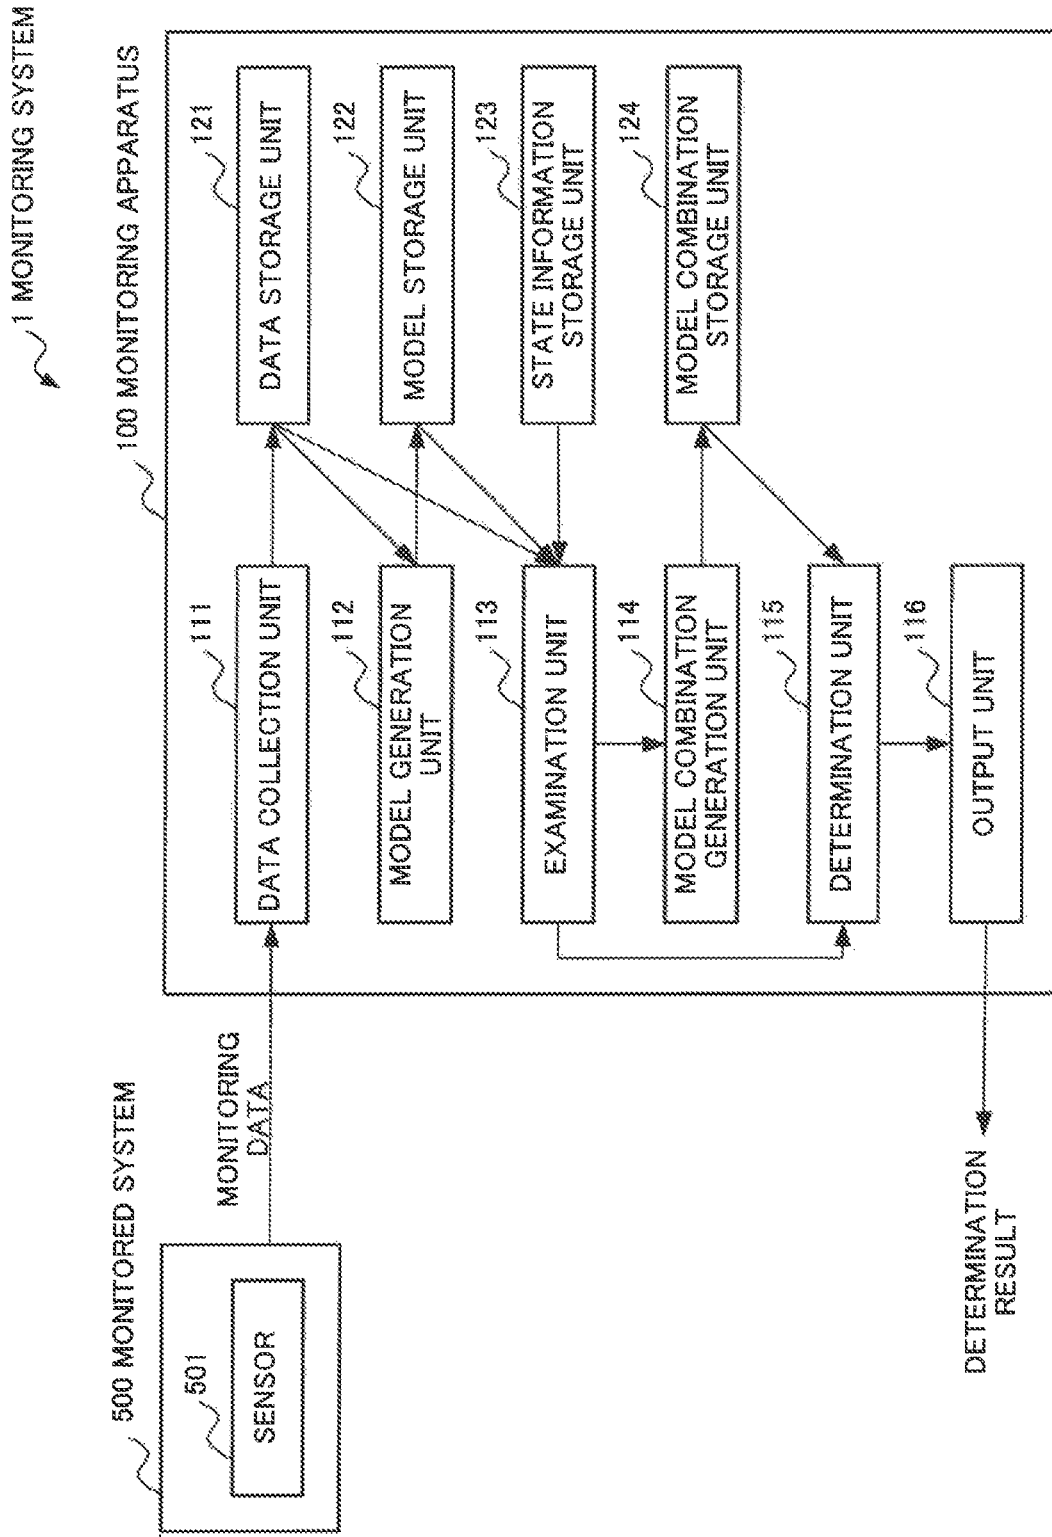 1 MONITORING SYSTEM
500 MONITORED SYSTEM
501
SENSOR
MONITORING
DATA
100 MONITORING APPARATUS
111
DATA COLLECTION UNIT
121
DATA STORAGE UNIT
112
MODEL GENERATION
UNIT
122
MODEL STORAGE UNIT
113
EXAMINATION UNIT
123
STATE INFORMATION
STORAGE UNIT
114
MODEL COMBINATION
GENERATION UNIT
124
MODEL COMBINATION
STORAGE UNIT
115
DETERMINATION UNIT
116
OUTPUT UNIT
DETERMINATION
RESULT